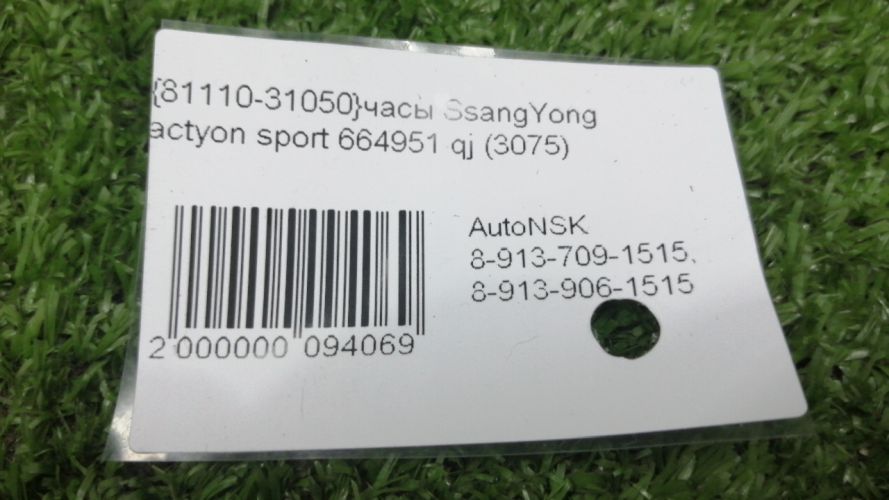 {81110-31050}часы SsangYong
actyon sport 664951 qj (3075)
AutoNSK
8-913-709-1515,
8-913-906-1515
2 000000 094069